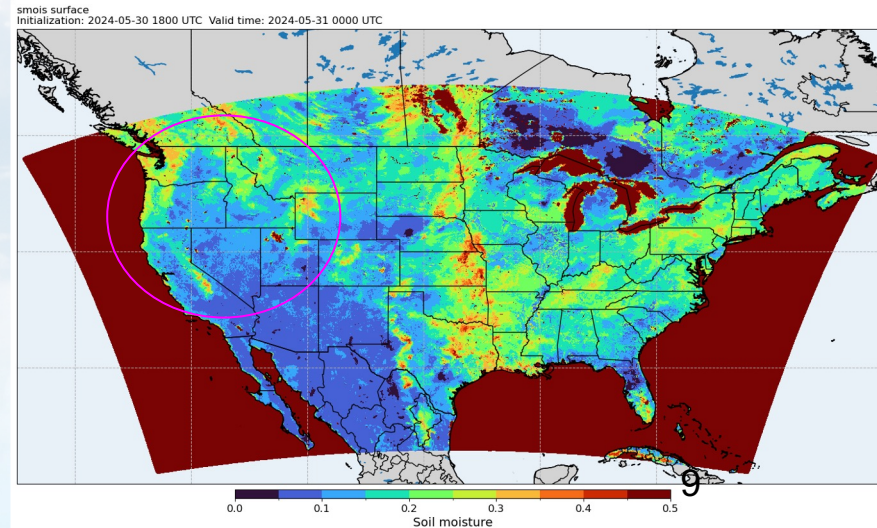 smois surface
Initialization: 2024-05-30 1800 UTC  Valid time: 2024-05-31 0000 UTC
9
0.0 0.1 0.2 0.3 0.4 0.5
Soil moisture